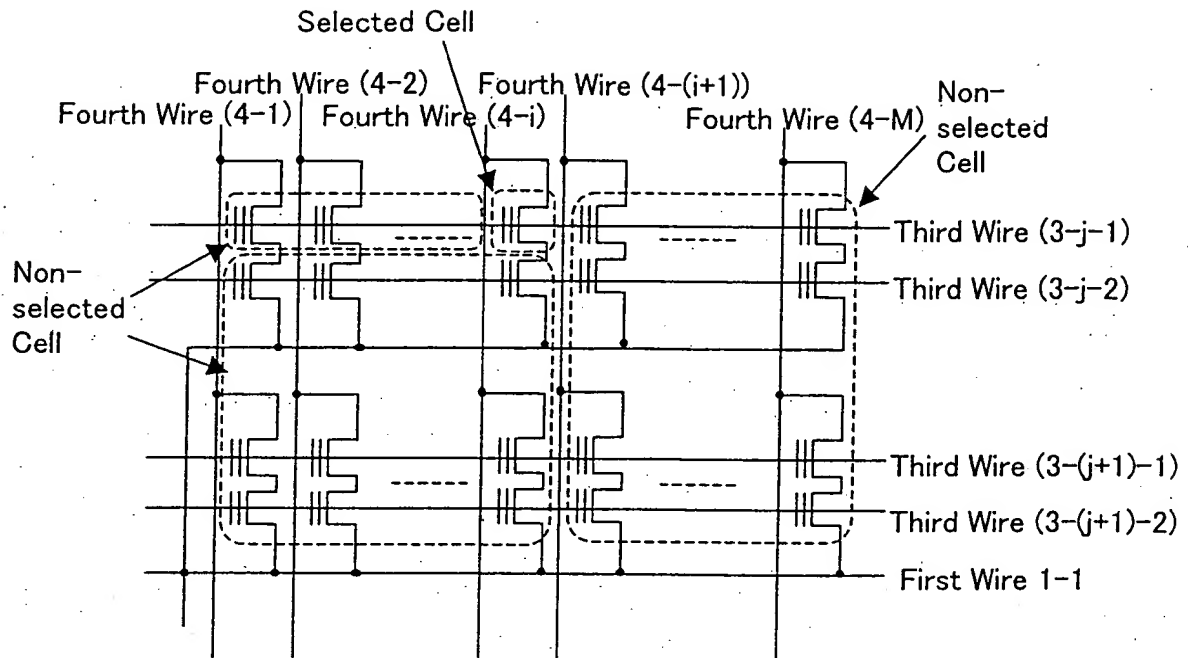 Selected Cell
Fourth Wire (4-2)
Fourth Wire (4-(i+1))
Non-
selected
Cell
Fourth Wire (4-1)
Fourth Wire (4-i)
Fourth Wire (4-M)
Third Wire (3-j-1)
Non-
selected
Cell
Third Wire (3-j-2)
Third Wire (3-(j+1)-1)
Third Wire (3-(j+1)-2)
First Wire 1-1